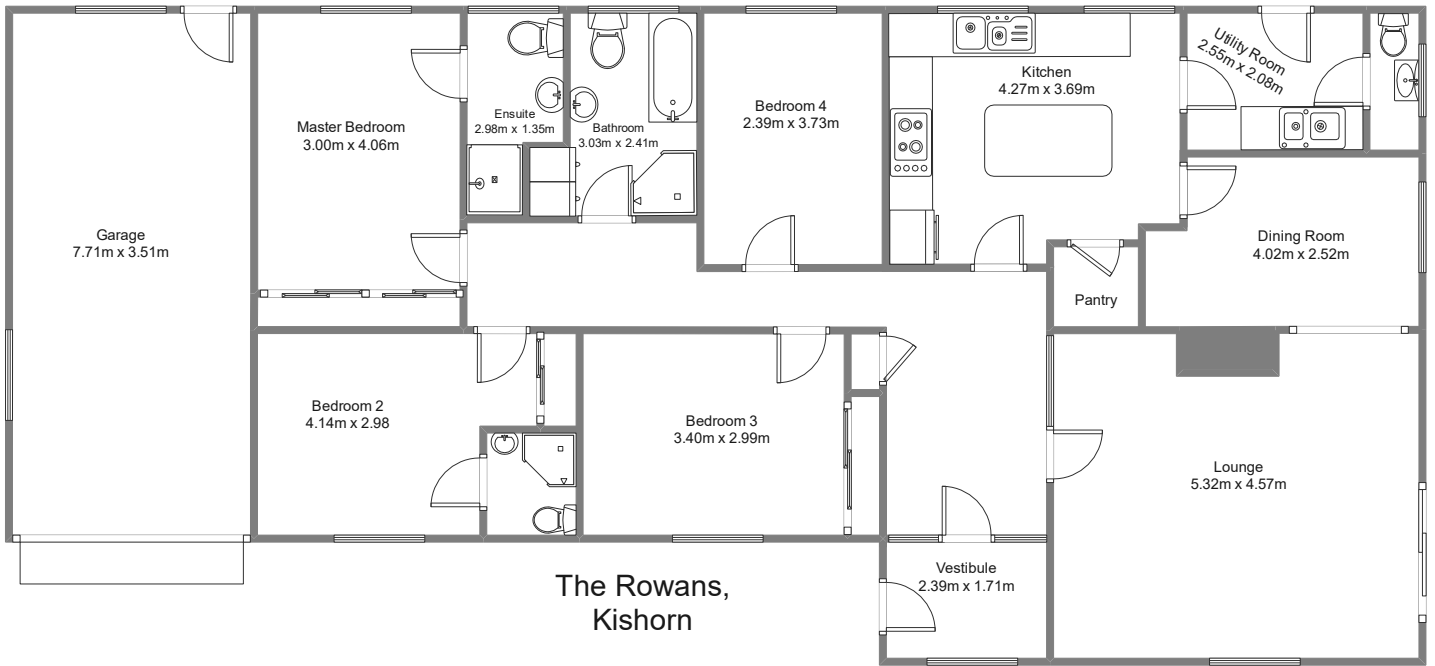 Utility Room
2.55m x 2.08m
Kitchen
4.27m x 3.69m
Bedroom 4
2.39m x 3.73m
Ensuite
2.98m x 1.35m
Bathroom
3.03m x 2.41m
Master Bedroom
3.00m x 4.06m
Garage
7.71m x 3.51m
Dining Room
4.02m x 2.52m
Pantry
Bedroom 2
4.14m x 2.98
Bedroom 3
3.40m x 2.99m
Lounge
5.32m x 4.57m
Vestibule
2.39m x 1.71m
The Rowans,
Kishorn